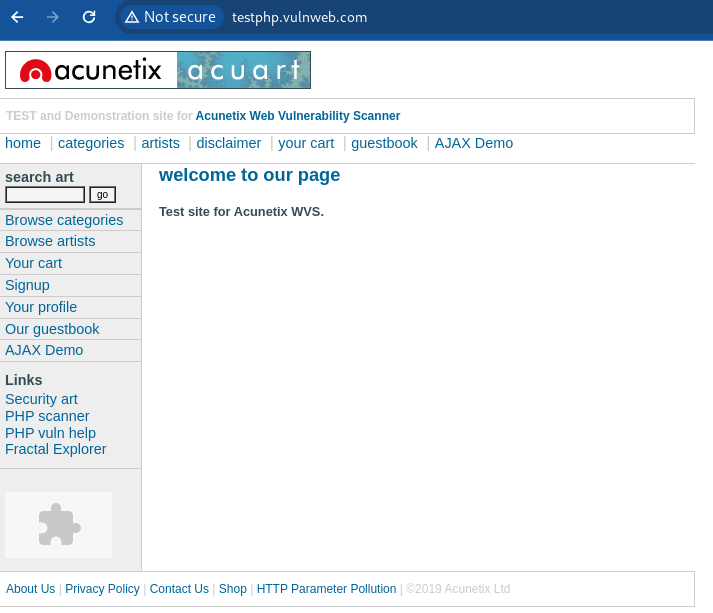 Not secure testphp.vulnweb.com
acunetix acuart
TEST and Demonstration site for Acunetix Web Vulnerability Scanner
home | categories | artists | disclaimer | your cart | guestbook | AJAX Demo
search art
go
Browse categories
Browse artists
Your cart
Signup
Your profile
Our guestbook
AJAX Demo
Links
Security art
PHP scanner
PHP vuln help
Fractal Explorer
welcome to our page
Test site for Acunetix WVS.
About Us | Privacy Policy | Contact Us | Shop | HTTP Parameter Pollution | ©2019 Acunetix Ltd